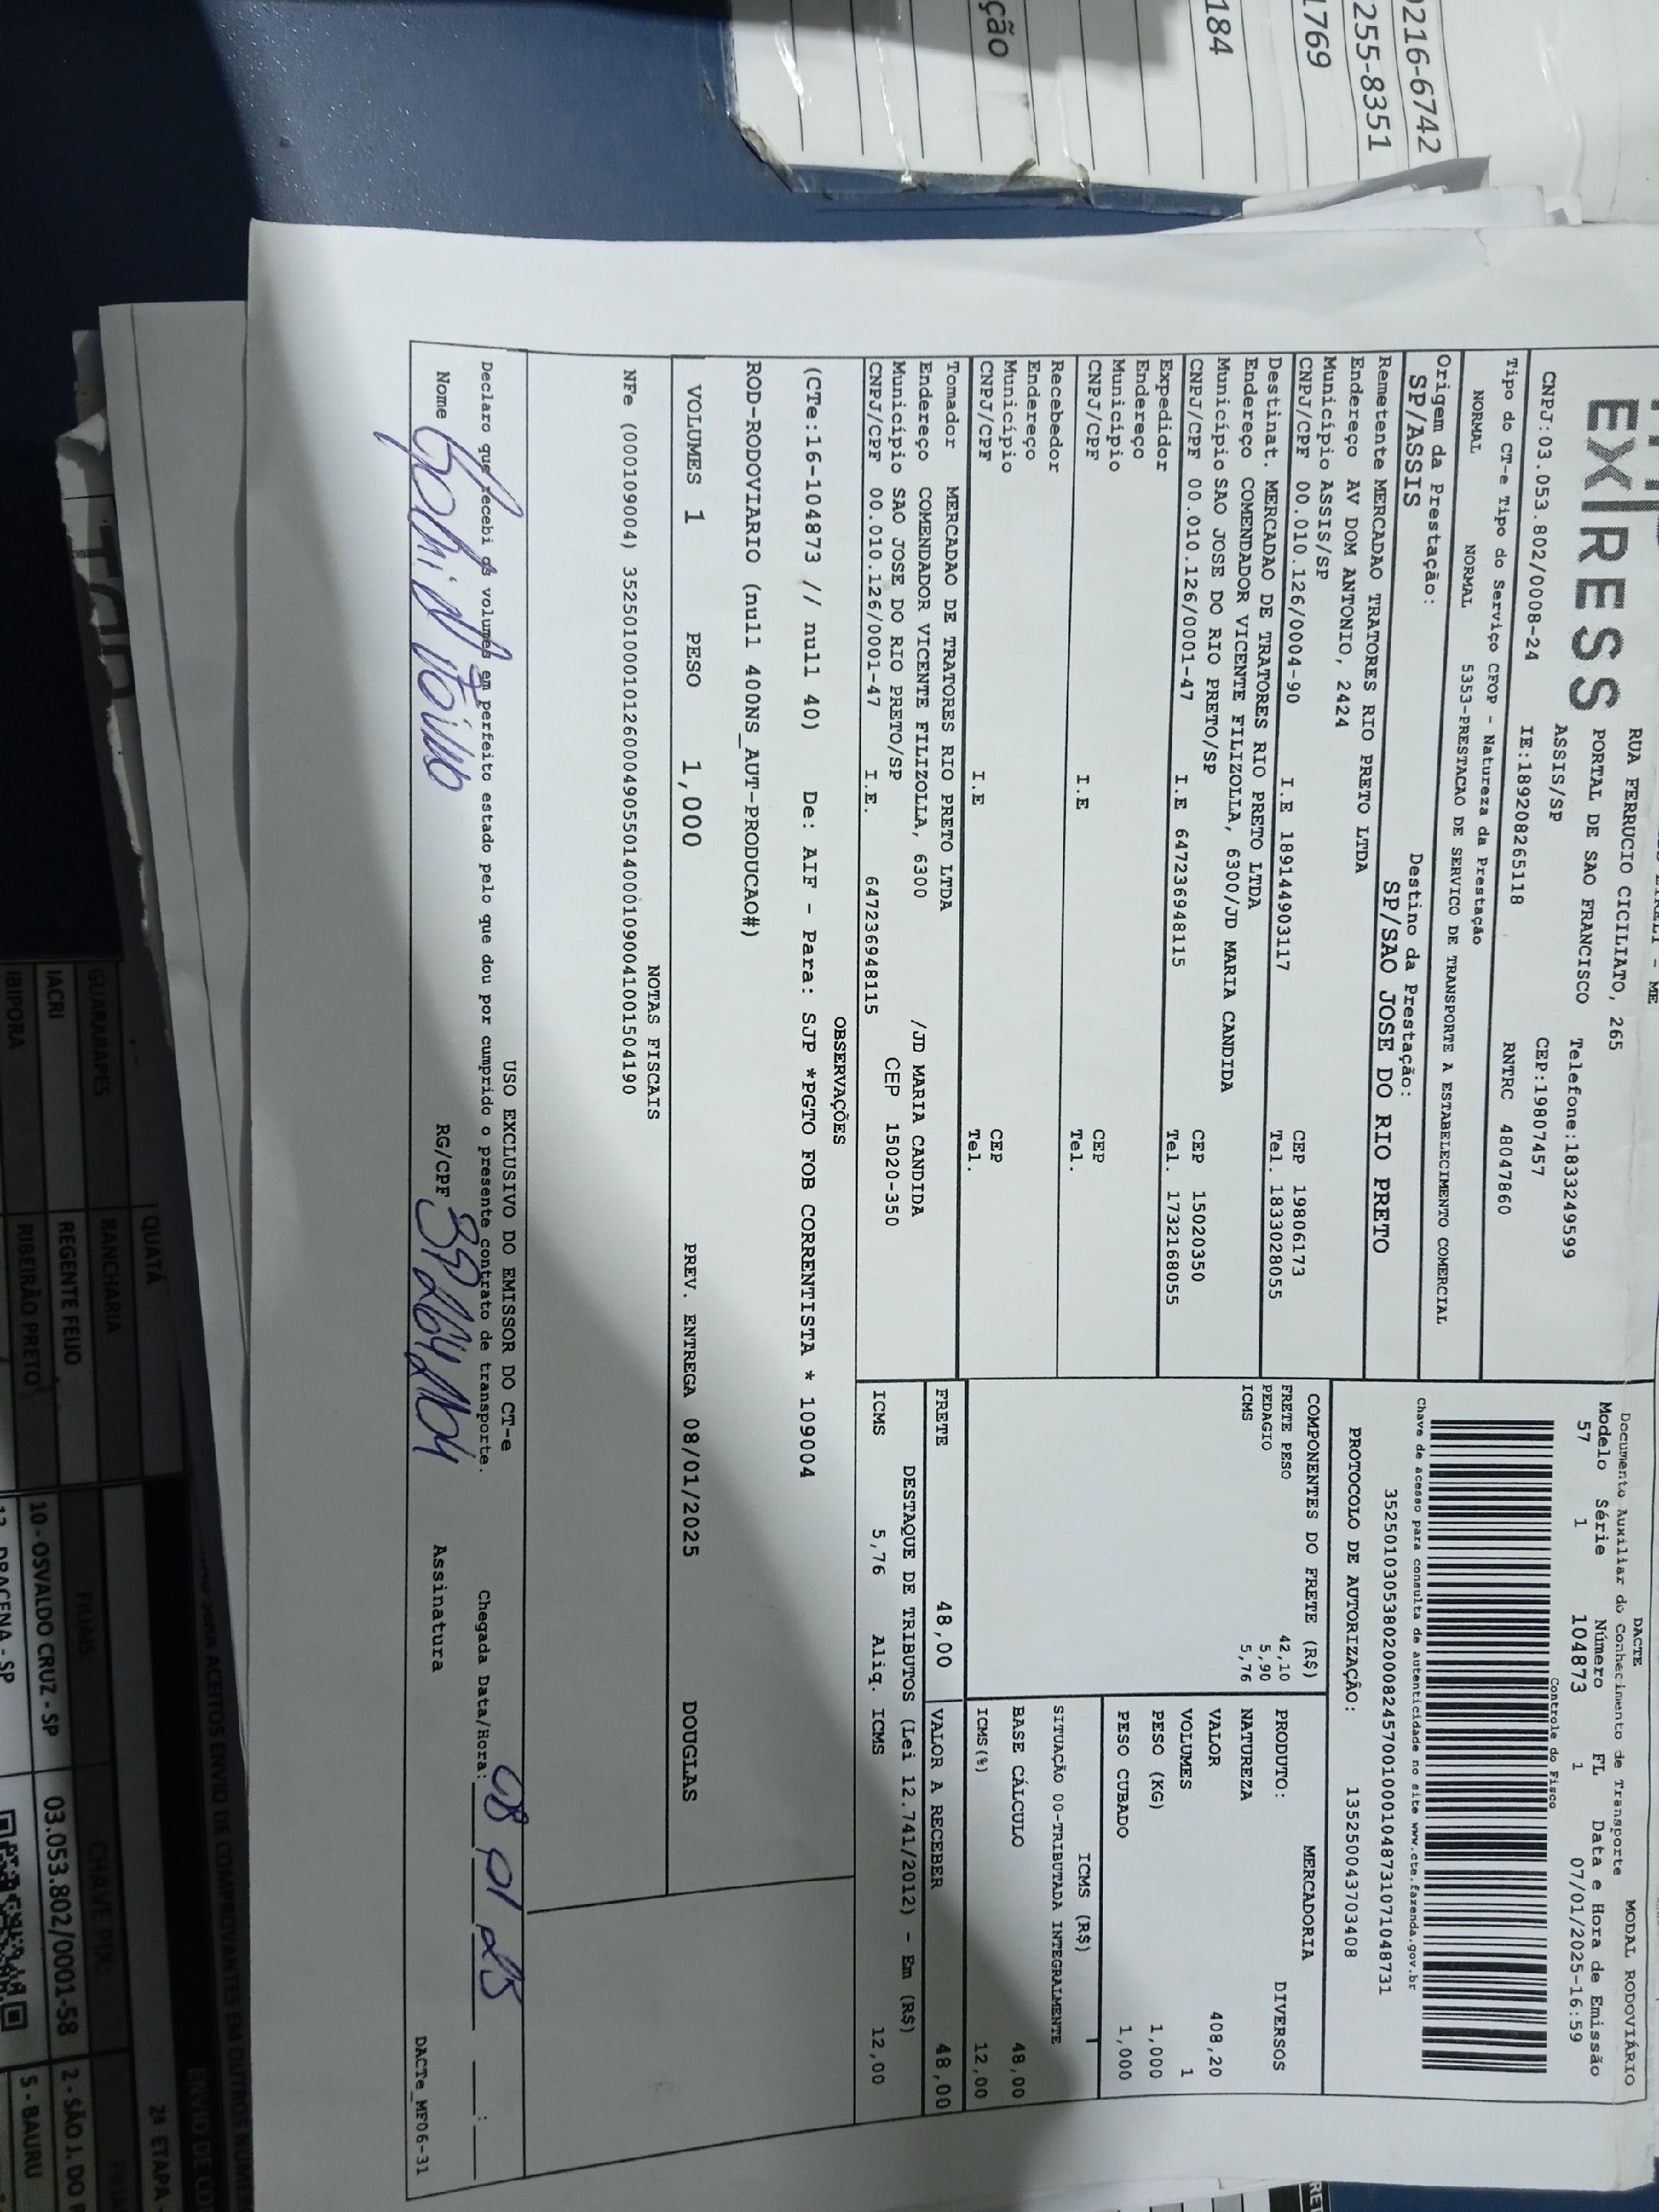 EXPRESS
RUA FERRUCIO CICILIATO, 265
PORTAL DE SAO FRANCISCO Telefone:1833249599
ASSIS/SP CEP:19807457
CNPJ:03.053.802/0008-24 IE:189208265118 RNTRC 48047860
Tipo do CT-e Tipo do Serviço CFOP - Natureza da Prestação
NORMAL NORMAL 5353-PRESTACAO DE SERVICO DE TRANSPORTE A ESTABELECIMENTO COMERCIAL
Origem da Prestação: Destino da Prestação:
SP/ASSIS SP/SAO JOSE DO RIO PRETO
Remetente MERCADAO TRATORES RIO PRETO LTDA
Endereço AV DOM ANTONIO, 2424
Município ASSIS/SP CEP 19806173
CNPJ/CPF 00.010.126/0004-90 I.E 189144903117 Tel. 1833028055
Destinat. MERCADAO DE TRATORES RIO PRETO LTDA
Endereço COMENDADOR VICENTE FILIZOLLA, 6300/JD MARIA CANDIDA
Município SAO JOSE DO RIO PRETO/SP CEP 15020350
CNPJ/CPF 00.010.126/0001-47 I.E 647236948115 Tel. 1732168055
Expedidor
Endereço
Município CEP
CNPJ/CPF I.E Tel.
Recebedor
Endereço
Município CEP
CNPJ/CPF I.E Tel.
Tomador MERCADAO DE TRATORES RIO PRETO LTDA
Endereço COMENDADOR VICENTE FILIZOLLA, 6300 /JD MARIA CANDIDA
Município SAO JOSE DO RIO PRETO/SP CEP 15020-350
CNPJ/CPF 00.010.126/0001-47 I.E. 647236948115
DACTE MODAL RODOVIÁRIO
Documento Auxiliar do Conhecimento de Transporte
Modelo Série Número FL Data e Hora de Emissão
57 1 104873 1 07/01/2025-16:59
Controle do Fisco
Chave de acesso para consulta de autenticidade no site www.cte.fazenda.gov.br
35250103053802000824570010001048731071048731
PROTOCOLO DE AUTORIZAÇÃO: 135250043703408
COMPONENTES DO FRETE (R$)
FRETE PESO 42,10
PEDAGIO 5,90
ICMS 5,76
MERCADORIA
PRODUTO: DIVERSOS
NATUREZA
VALOR 408,20
VOLUMES 1
PESO (KG) 1,000
PESO CUBADO 1,000
ICMS (R$)
SITUAÇÃO 00-TRIBUTADA INTEGRALMENTE
BASE CÁLCULO 48,00
ICMS(%) 12,00
FRETE 48,00 VALOR A RECEBER 48,00
DESTAQUE DE TRIBUTOS (Lei 12.741/2012) - Em (R$)
ICMS 5,76 Aliq. ICMS 12,00
OBSERVAÇÕES
(CTe:16-104873 // null 40) De: AIF - Para: SJP *PGTO FOB CORRENTISTA * 109004
ROD-RODOVIARIO (null 400NS_AUT-PRODUCAO#)
VOLUMES 1 PESO 1,000 PREV. ENTREGA 08/01/2025 DOUGLAS
NOTAS FISCAIS
NFe (000109004) 35250100010126000490550140001090041001504190
USO EXCLUSIVO DO EMISSOR DO CT-e
Declaro que recebi os volumes em perfeito estado pelo que dou por cumprido o presente contrato de transporte. Chegada Data/Hora: 08 01 25
Nome RG/CPF Assinatura
DACTe_MF06-31
0216-6742
255-8351
1769
184
ção
QUATÁ
GUARARAPES RANCHARIA FILIAIS: CHAVE PIX:
IACRI REGENTE FEIJO 10 - OSVALDO CRUZ - SP 03.053.802/0001-58 2 - SÃO J. DO
IBIPORA RIBEIRÃO PRETO 5 - BAURU
2ª ETAPA